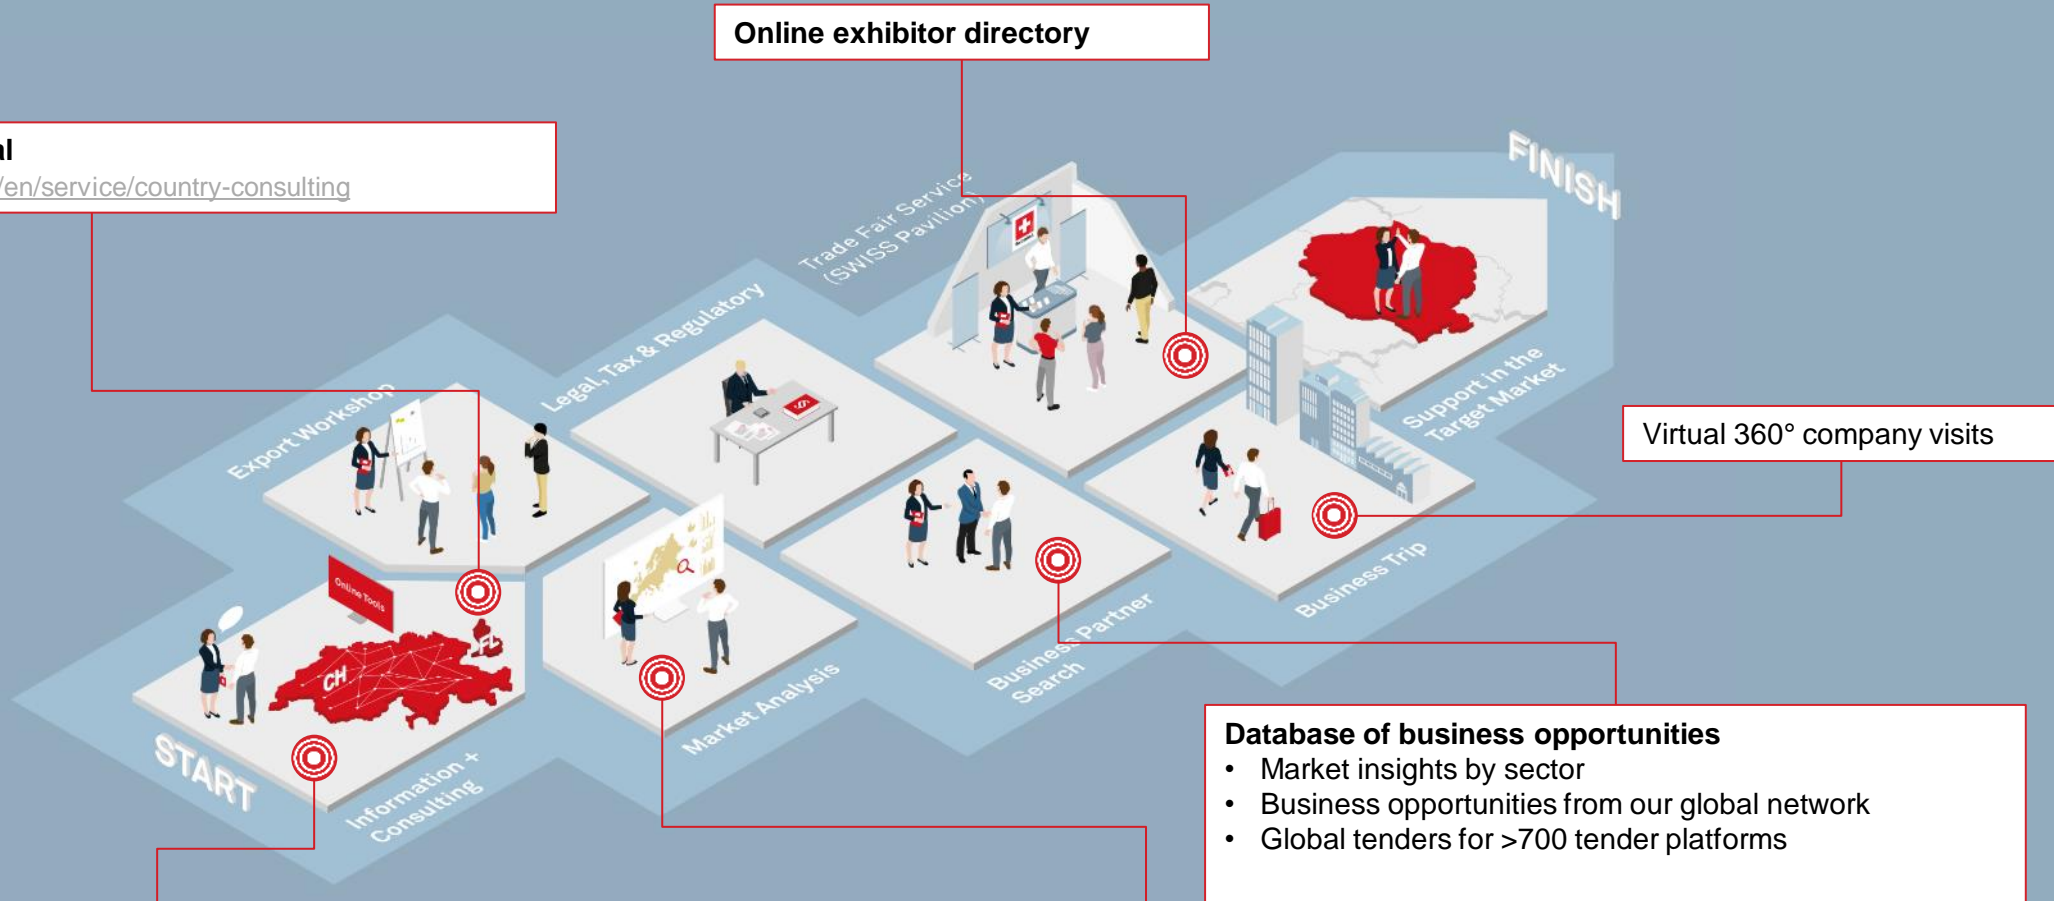 Online exhibitor directory
al
/en/service/country-consulting
FINISH
Trade Fair Service
(SWISS Pavilion)
Legal, Tax & Regulatory
Export Workshop
Support in the
Target Market
Virtual 360° company visits
Online Tools
CH
FL
Business Trip
Business Partner
Search
Market Analysis
START
Information +
Consulting
Database of business opportunities
• Market insights by sector
• Business opportunities from our global network
• Global tenders for >700 tender platforms